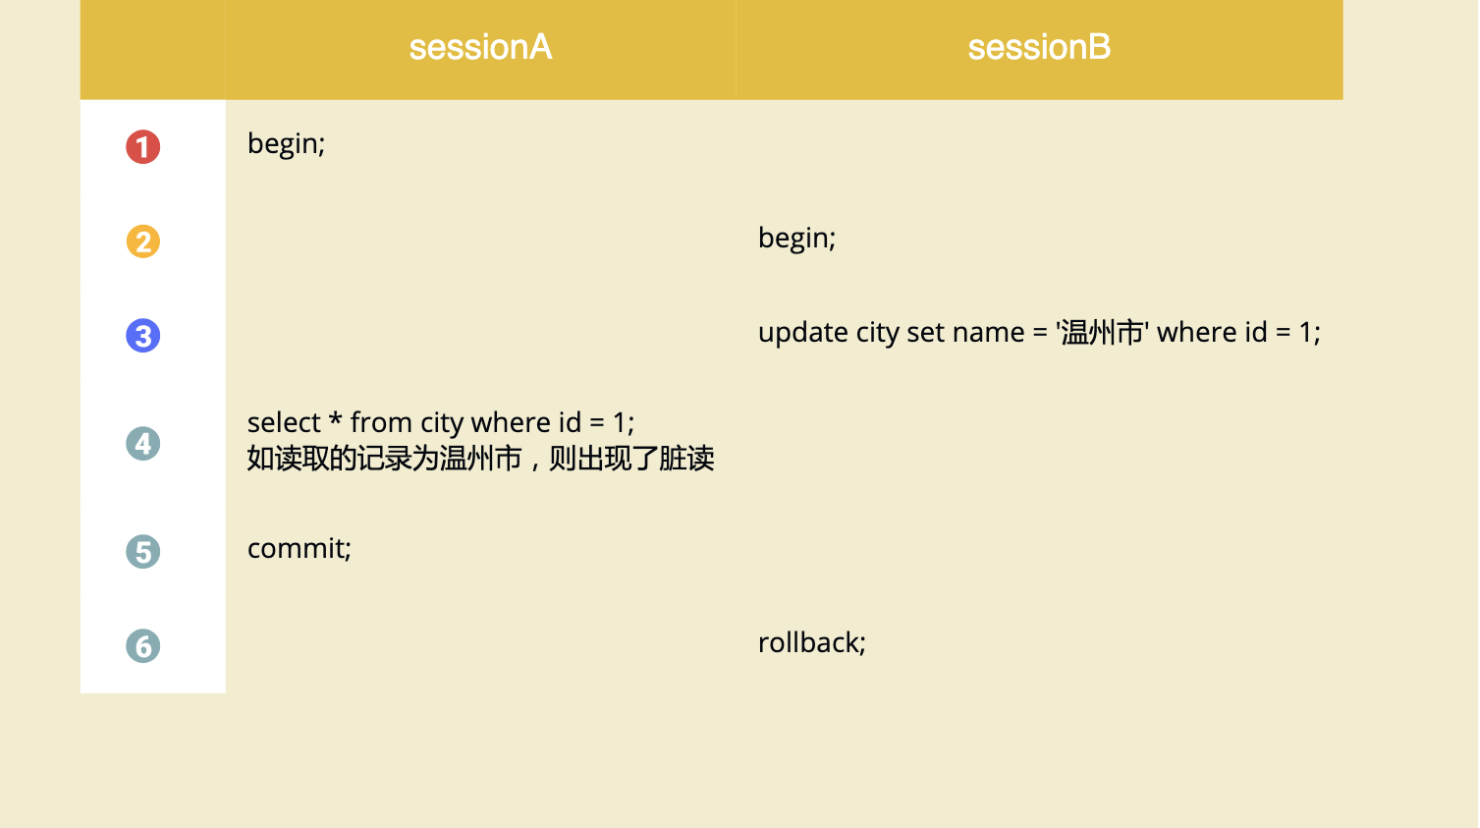 sessionA
sessionB
1
begin;
2
begin;
3
update city set name = '温州市' where id = 1;
4
select * from city where id = 1;
如读取的记录为温州市，则出现了脏读
5
commit;
6
rollback;